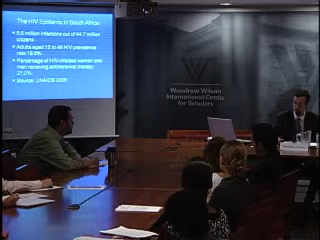 The HIV Epidemic in South Africa:
5.5 million infections out of 44.7 million
citizens
Adults aged 15 to 49 HIV prevalence
rate 18.8%
Percentage of HIV-infected women and
men receiving antiretroviral therapy:
21.0%
Source: UNAIDS 2006
Woodrow Wilson
International Center
for Scholars